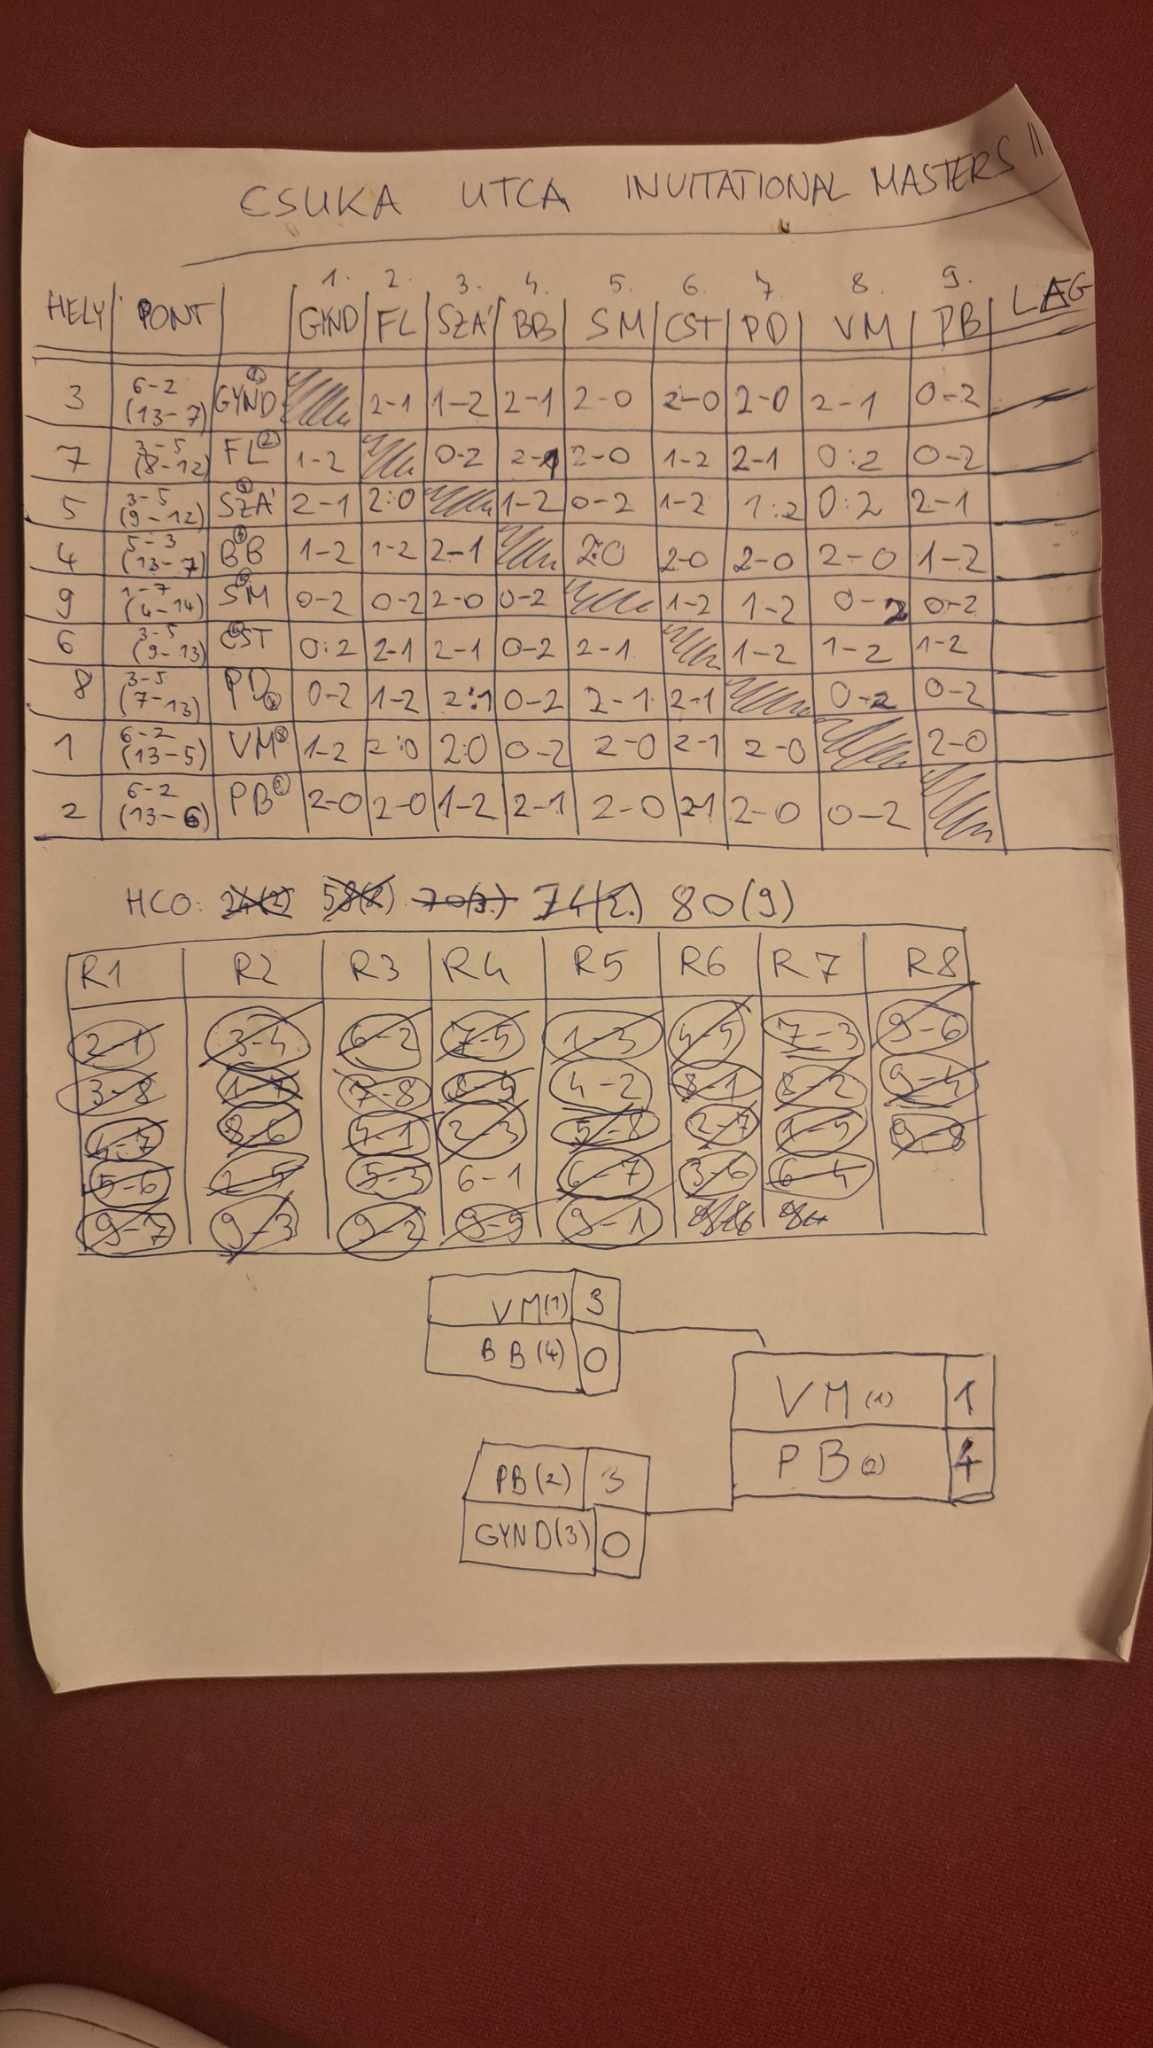 CSUKA UTCA INVITATIONAL MASTERS II
1. 2. 3. 4. 5. 6. 7 8. 9.
HELY PONT GYND FL SZÁ BB SM CST PD VM PB LAG
3 6-2 (13-7) GYND 1 2-1 1-2 2-1 2-0 2-0 2-0 2-1 0-2
7 3-5 (8-12) FL 2 1-2 0-2 2-1 2-0 1-2 2-1 0:2 0-2
5 3-5 (9-12) SZÁ 2-1 2:0 1-2 0-2 1-2 1:2 0:2 2-1
4 5-3 (13-7) BB 1-2 1-2 2-1 2:0 2-0 2-0 2-0 1-2
9 1-7 (4-14) SM 0-2 0-2 2-0 0-2 1-2 1-2 0-2 0-2
6 3-5 (9-13) CST 0:2 2-1 2-1 0-2 2-1 1-2 1-2 1-2
8 3-5 (7-13) PD 0-2 1-2 2:1 0-2 2-1 2-1 0-2 0-2
1 6-2 (13-5) VM 8 1-2 2:0 2:0 0-2 2-0 2-1 2-0 2-0
2 6-2 (13-6) PB 2-0 2-0 1-2 2-1 2-0 2-1 2-0 0-2
HCO: 24(2) 58(8) 70(3.) 74(2.) 80(9)
R1 R2 R3 R4 R5 R6 R7 R8
2-1 3-4 6-2 7-5 1-3 4-5 7-3 9-6
3-8 1-7 7-8 8-4 4-2 8-1 8-2 9-4
4-7 8-6 4-1 2-3 5-8 2-7 1-5 9-8
5-6 2-5 5-3 6-1 6-7 3-6 6-4
9-7 9-3 9-2 9-5 9-1
VM(1) 3
BB(4) 0
VM(1) 1
PB(2) 4
PB(2) 3
GYND(3) 0